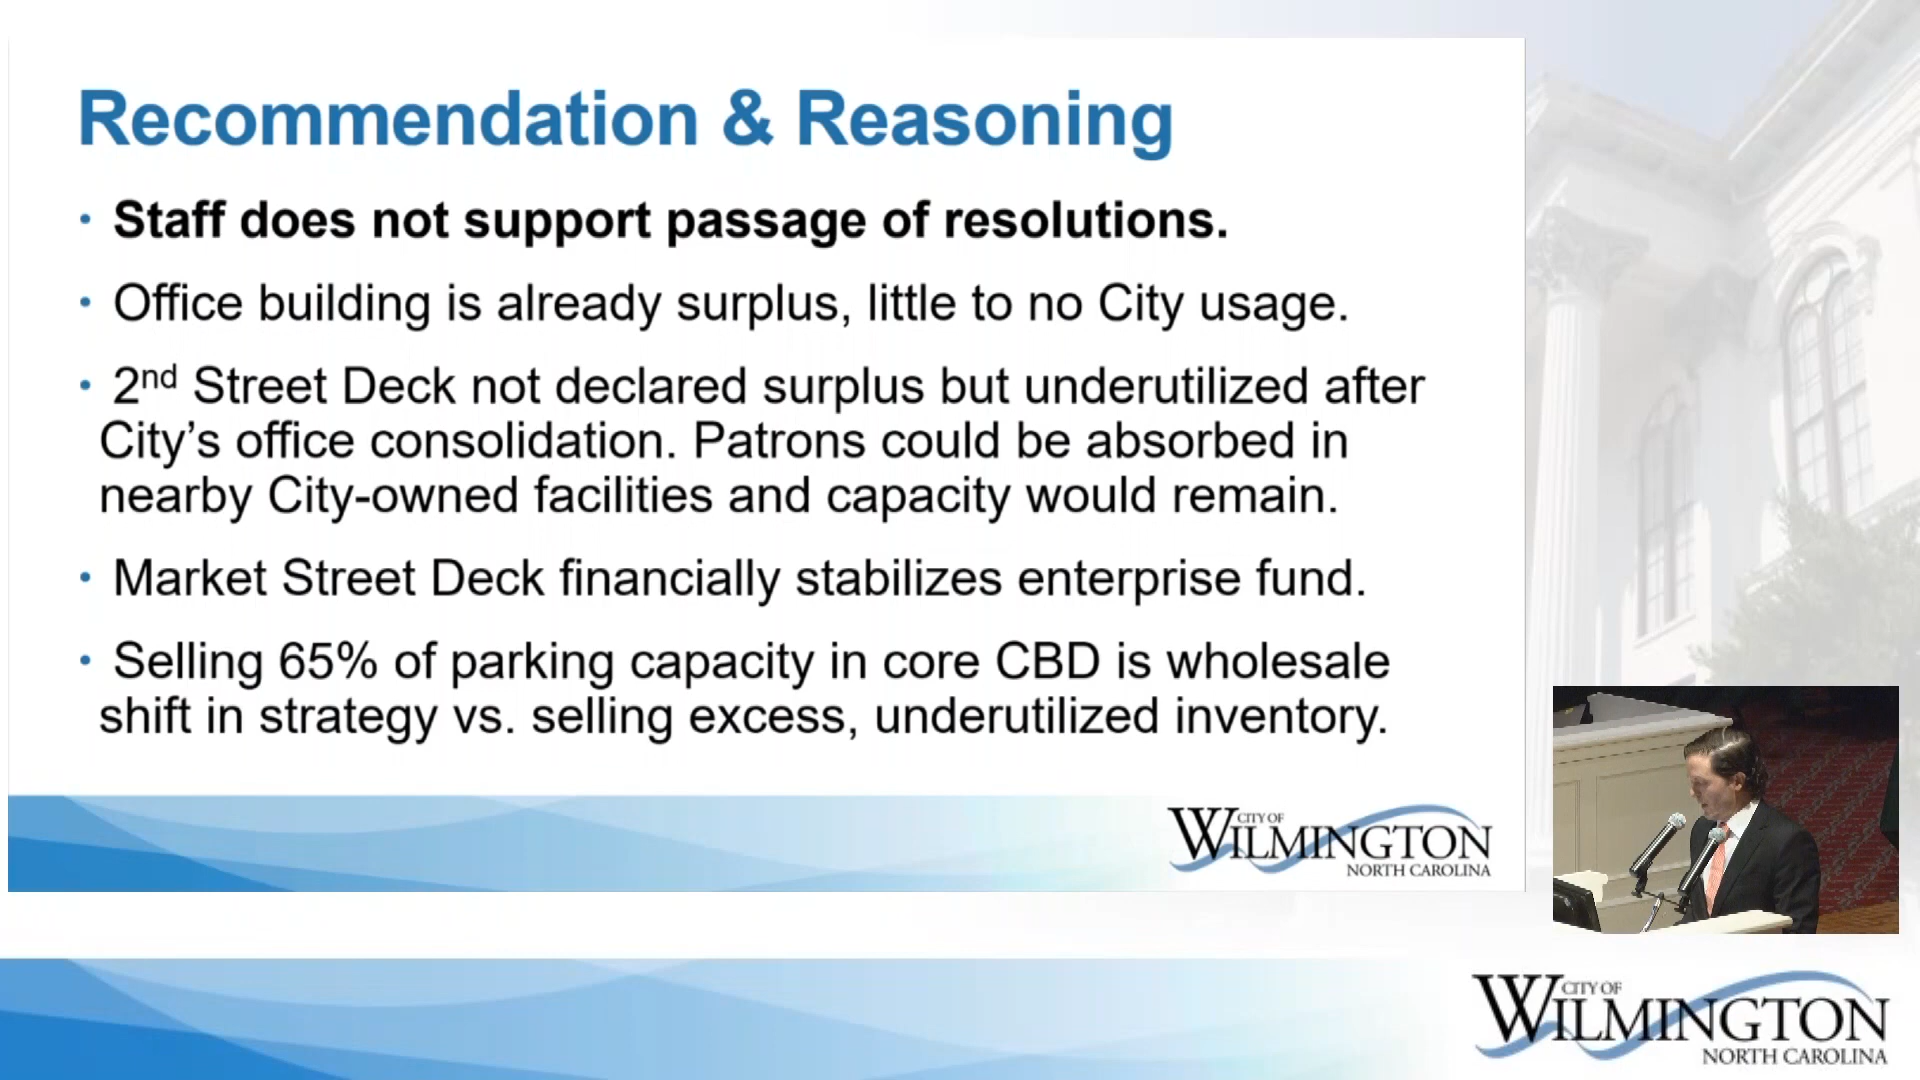 Recommendation & Reasoning
• Staff does not support passage of resolutions.
• Office building is already surplus, little to no City usage.
• 2nd Street Deck not declared surplus but underutilized after
City’s office consolidation. Patrons could be absorbed in
nearby City-owned facilities and capacity would remain.
• Market Street Deck financially stabilizes enterprise fund.
• Selling 65% of parking capacity in core CBD is wholesale
shift in strategy vs. selling excess, underutilized inventory.
CITY OF
WILMINGTON
NORTH CAROLINA
CITY OF
WILMINGTON
NORTH CAROLINA